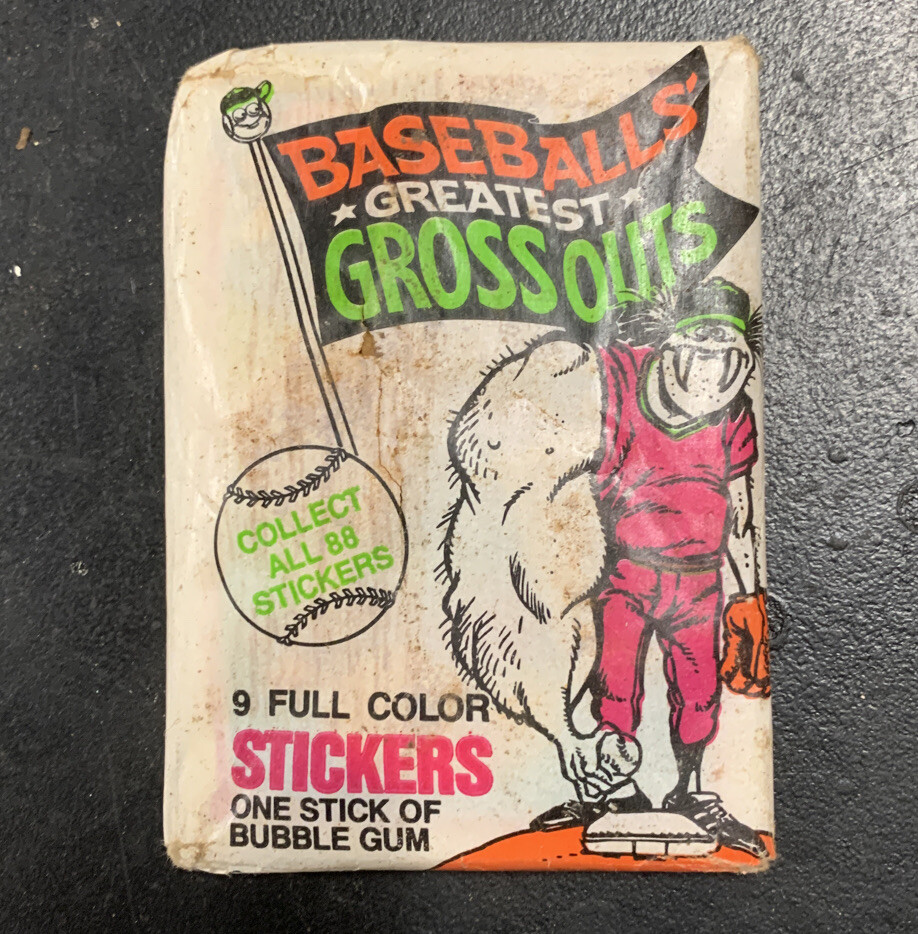 BASEBALLS'
GREATEST
GROSS OUTS
COLLECT
ALL 88
STICKERS
9 FULL COLOR
STICKERS
ONE STICK OF
BUBBLE GUM